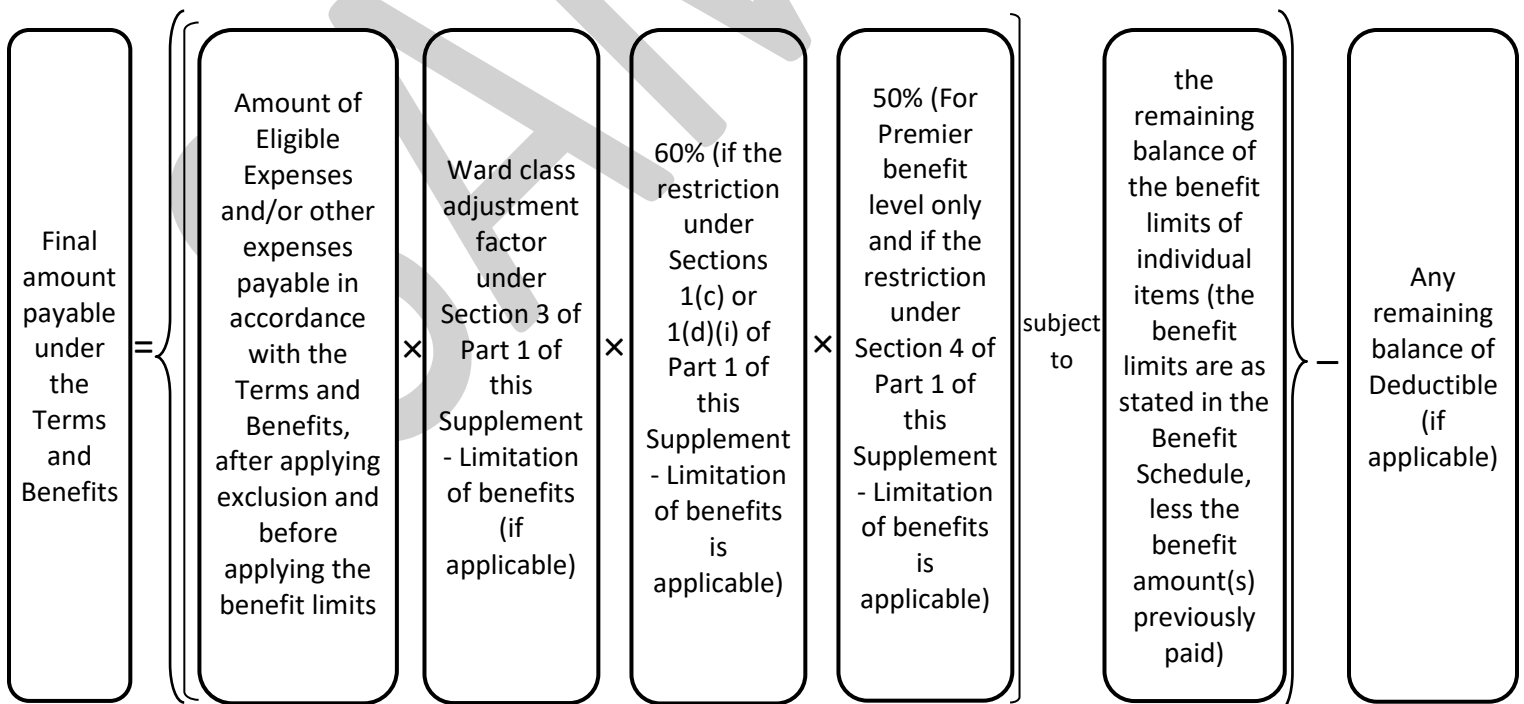 Final
amount
payable
under
the
Terms
and
Benefits
=
Amount of
Eligible
Expenses
and/or other
expenses
payable in
accordance
with the
Terms and
Benefits,
after applying
exclusion and
before
applying the
benefit limits
×
Ward class
adjustment
factor
under
Section 3 of
Part 1 of
this
Supplement
- Limitation
of benefits
(if
applicable)
×
60% (if the
restriction
under
Sections
1(c) or
1(d)(i) of
Part 1 of
this
Supplement
- Limitation
of benefits
is
applicable)
×
50% (For
Premier
benefit
level only
and if the
restriction
under
Section 4 of
Part 1 of
this
Supplement
- Limitation
of benefits
is
applicable)
subject
to
the
remaining
balance of
the benefit
limits of
individual
items (the
benefit
limits are as
stated in the
Benefit
Schedule,
less the
benefit
amount(s)
previously
paid)
–
Any
remaining
balance of
Deductible
(if
applicable)